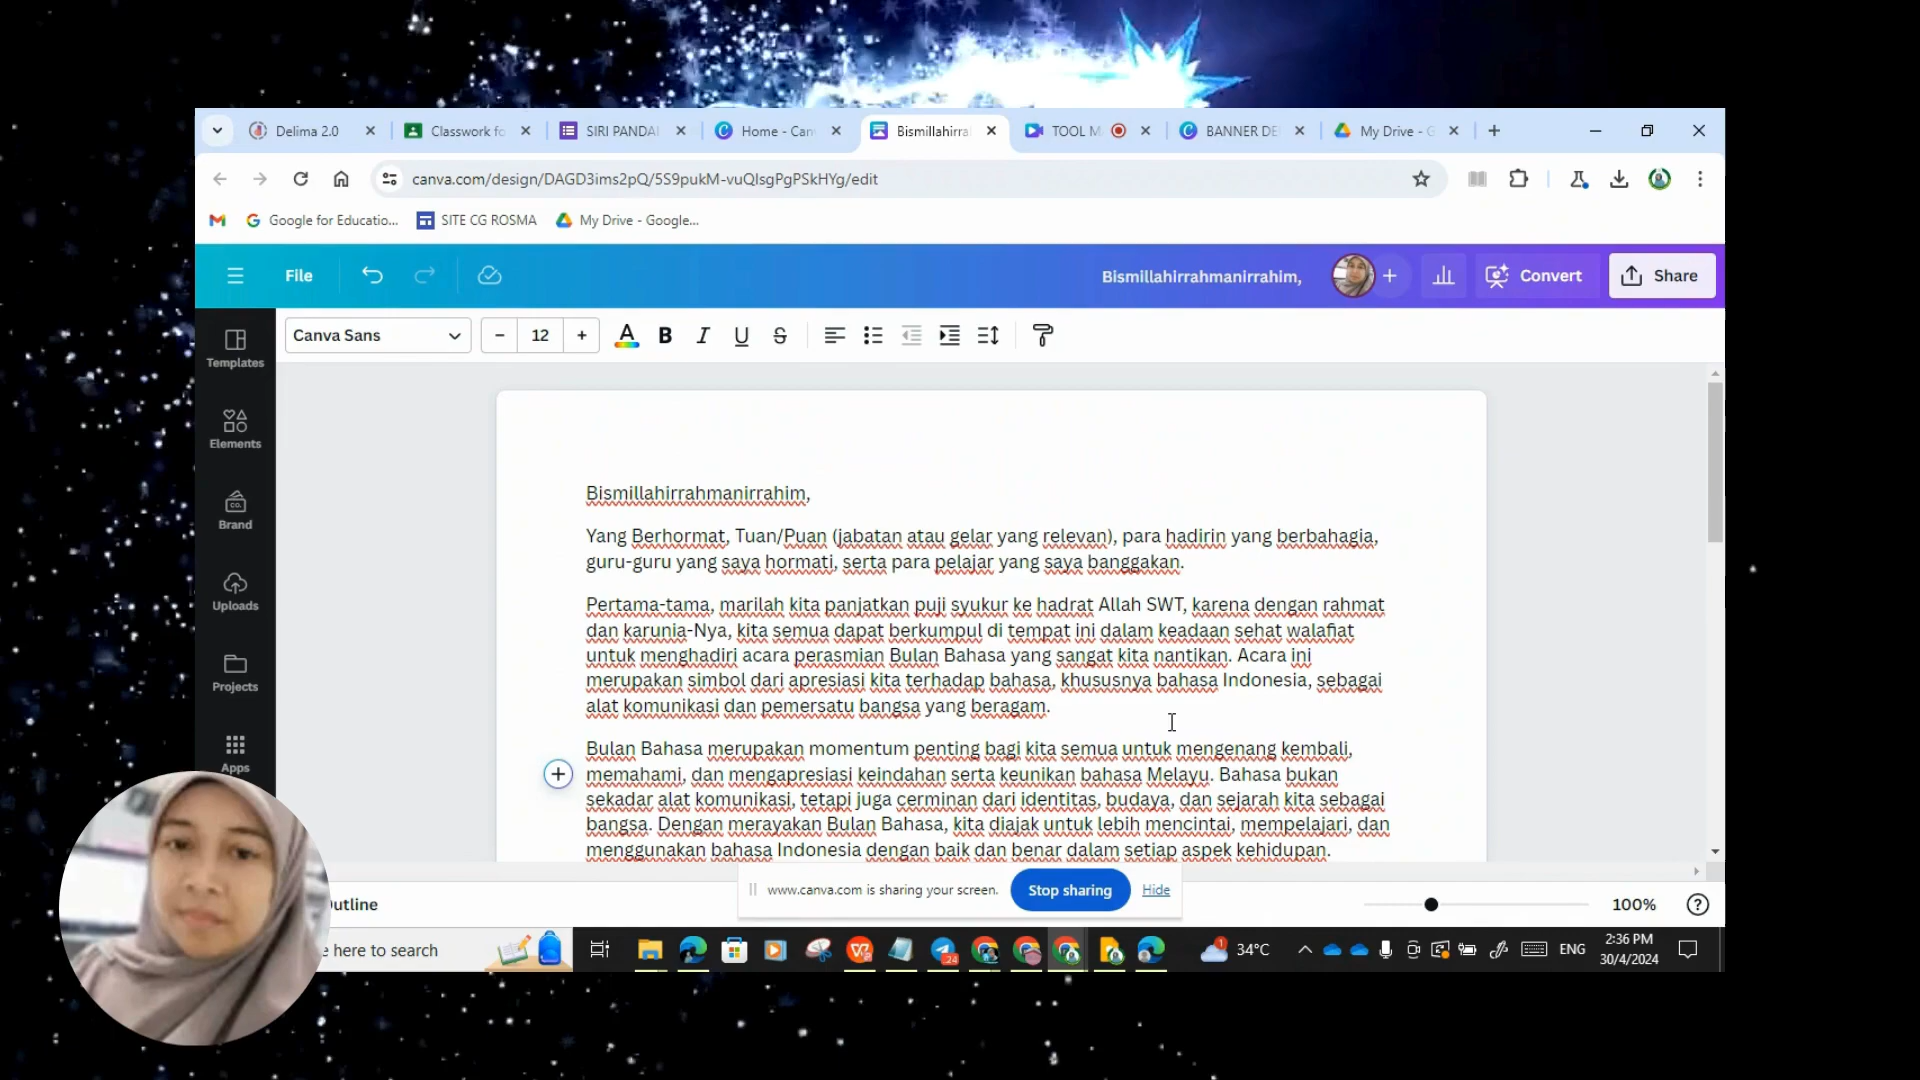 Delima 2.0
Classwork fo
SIRI PANDAI
Home - Can
Bismillahirra
TOOL M
BANNER DE
My Drive - G
canva.com/design/DAGD3ims2pQ/5S9pukM-vuQIsgPgPSkHYg/edit
Google for Educatio...
SITE CG ROSMA
My Drive - Google...
File
Bismillahirrahmanirrahim,
Convert
Share
Canva Sans
12
Templates
Elements
Brand
Uploads
Projects
Apps
Bismillahirrahmanirrahim,
Yang Berhormat, Tuan/Puan (jabatan atau gelar yang relevan), para hadirin yang berbahagia,
guru-guru yang saya hormati, serta para pelajar yang saya banggakan.
Pertama-tama, marilah kita panjatkan puji syukur ke hadrat Allah SWT, karena dengan rahmat
dan karunia-Nya, kita semua dapat berkumpul di tempat ini dalam keadaan sehat walafiat
untuk menghadiri acara perasmian Bulan Bahasa yang sangat kita nantikan. Acara ini
merupakan simbol dari apresiasi kita terhadap bahasa, khususnya bahasa Indonesia, sebagai
alat komunikasi dan pemersatu bangsa yang beragam.
Bulan Bahasa merupakan momentum penting bagi kita semua untuk mengenang kembali,
memahami, dan mengapresiasi keindahan serta keunikan bahasa Melayu. Bahasa bukan
sekadar alat komunikasi, tetapi juga cerminan dari identitas, budaya, dan sejarah kita sebagai
bangsa. Dengan merayakan Bulan Bahasa, kita diajak untuk lebih mencintai, mempelajari, dan
menggunakan bahasa Indonesia dengan baik dan benar dalam setiap aspek kehidupan.
www.canva.com is sharing your screen.
Stop sharing
Hide
utline
100%
e here to search
34°C
ENG
2:36 PM
30/4/2024